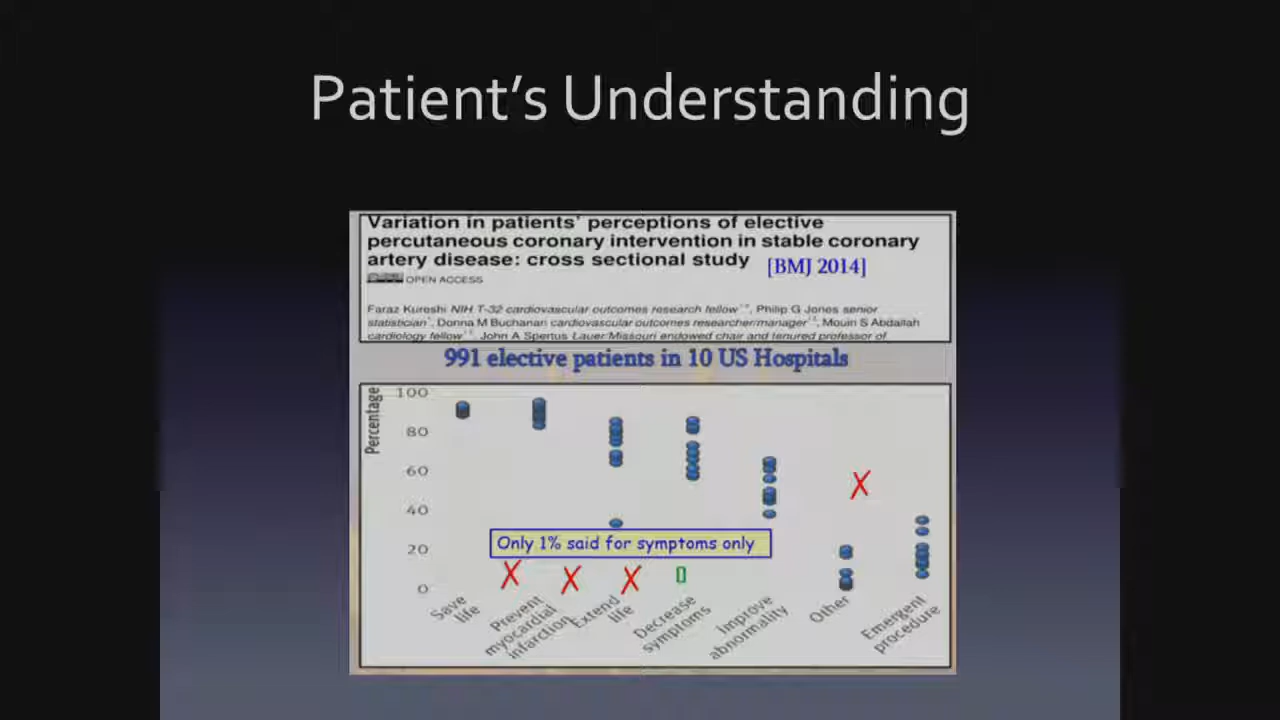 Patient's Understanding
Variation in patients' perceptions of elective
percutaneous coronary intervention in stable coronary
artery disease: cross sectional study
[BMJ 2014]
OPEN ACCESS
Faraz Kureshi NIH T-32 cardiovascular outcomes research fellow, Philip G Jones senior
statistician, Donna M Buchanan cardiovascular outcomes researcher/manager, Mouin S Abdallah
cardiology fellow, John A Spertus Lauer/Missouri endowed chair and tenured professor of
991 elective patients in 10 US Hospitals
Percentage
100
80
60
40
20
0
Only 1% said for symptoms only
Save
life
Prevent
myocardial
infarction
Extend
life
Decrease
symptoms
Improve
abnormality
Other
Emergent
procedure